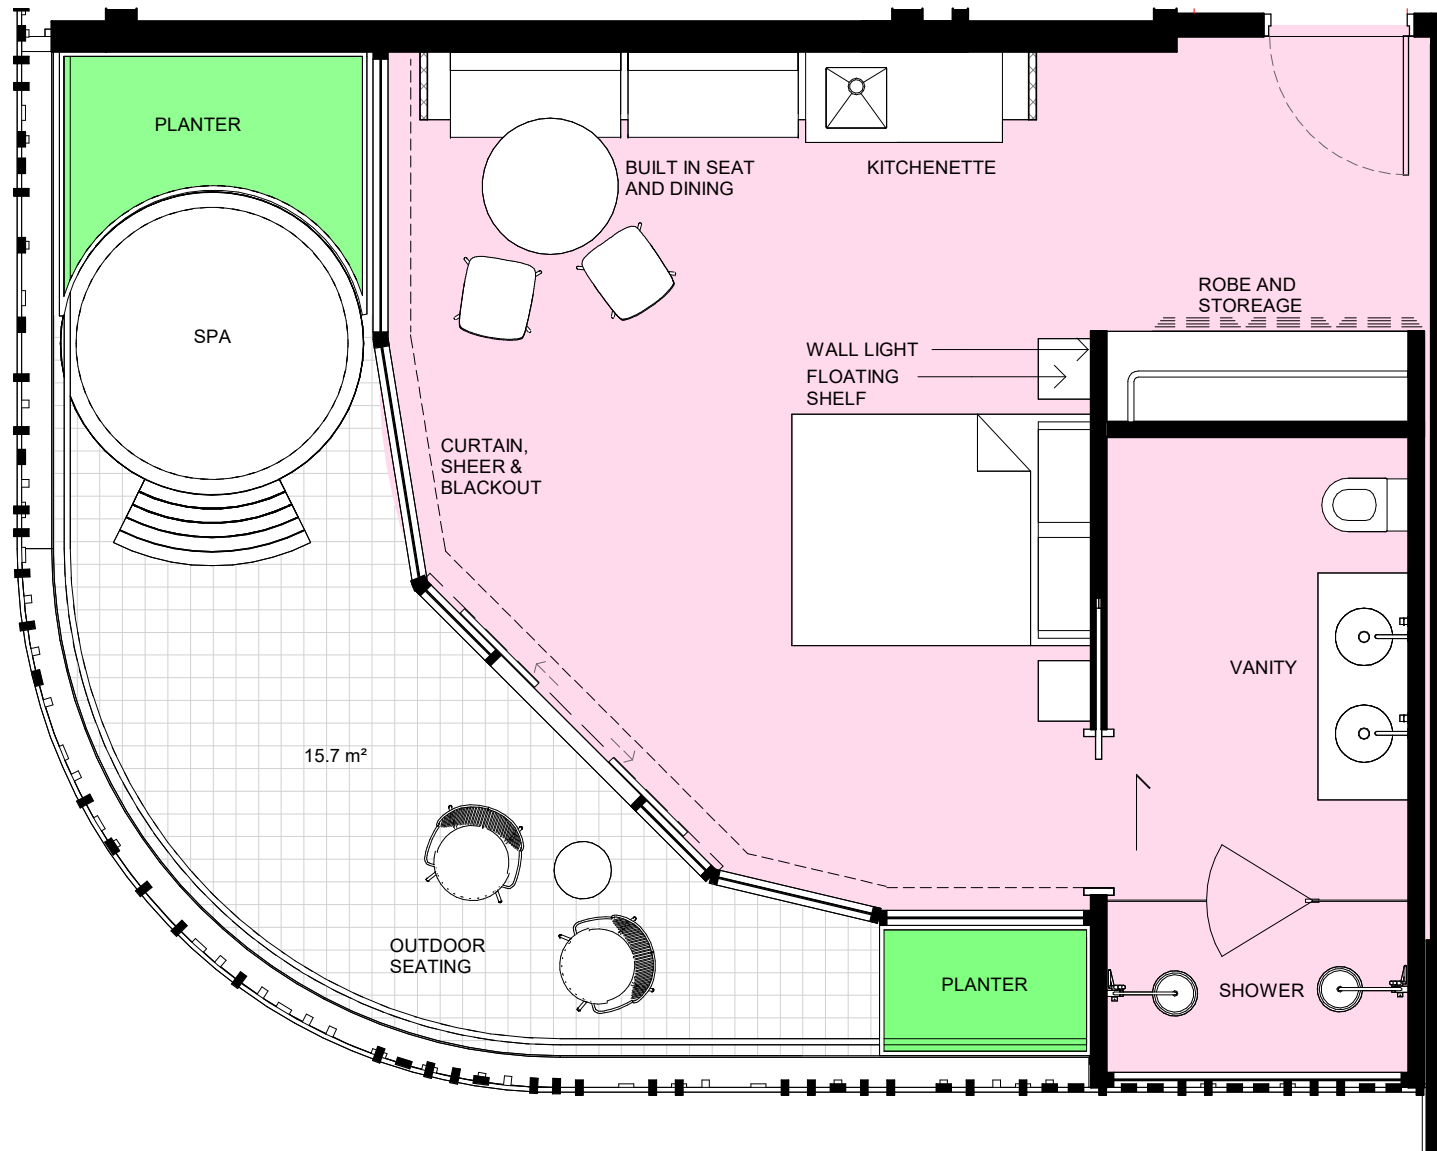 PLANTER
BUILT IN SEAT
AND DINING
KITCHENETTE
ROBE AND
STOREAGE
SPA
WALL LIGHT
FLOATING
SHELF
CURTAIN,
SHEER &
BLACKOUT
VANITY
15.7 m²
OUTDOOR
SEATING
PLANTER
SHOWER